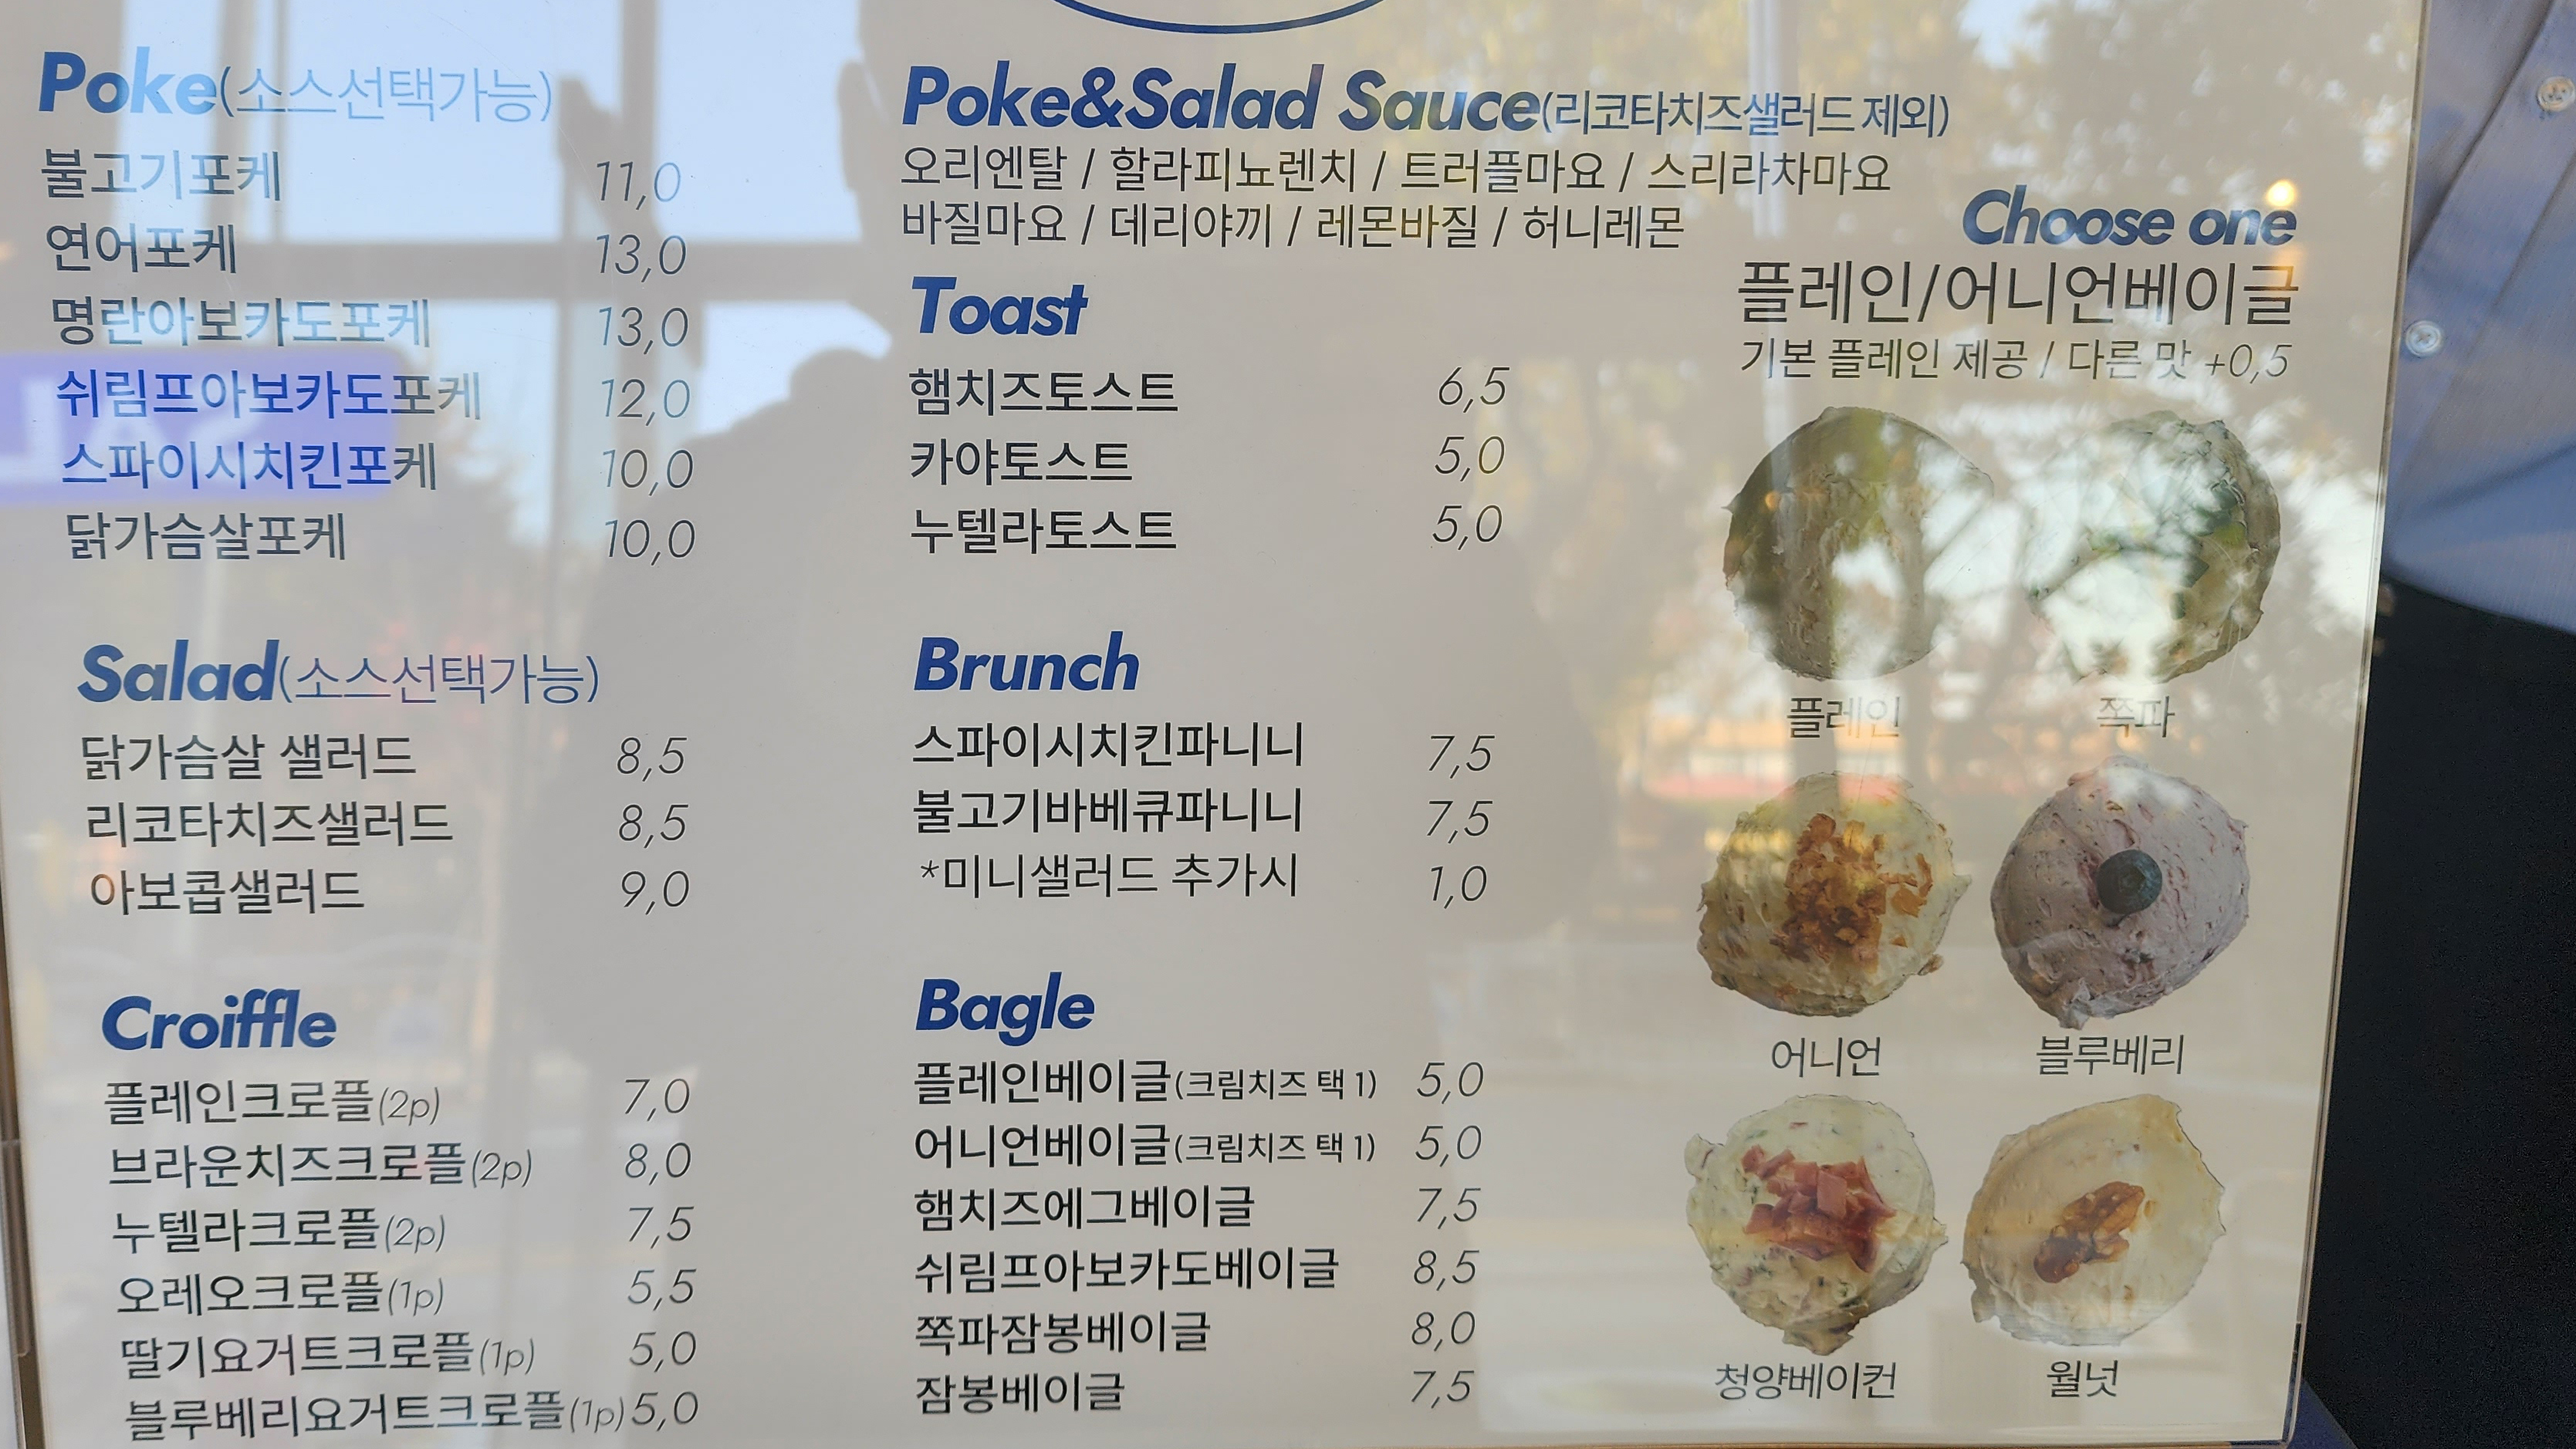 Poke(소스선택가능)
불고기포케 11,0
연어포케 13,0
명란아보카도포케 13,0
쉬림프아보카도포케 12,0
스파이시치킨포케 10,0
닭가슴살포케 10,0
Salad(소스선택가능)
닭가슴살 샐러드 8,5
리코타치즈샐러드 8,5
아보콥샐러드 9,0
Croiffle
플레인크로플(2p) 7,0
브라운치즈크로플(2p) 8,0
누텔라크로플(2p) 7,5
오레오크로플(1p) 5,5
딸기요거트크로플(1p) 5,0
블루베리요거트크로플(1p) 5,0
Poke&Salad Sauce(리코타치즈샐러드 제외)
오리엔탈 / 할라피뇨렌치 / 트러플마요 / 스리라차마요
바질마요 / 데리야끼 / 레몬바질 / 허니레몬
Toast
햄치즈토스트 6,5
카야토스트 5,0
누텔라토스트 5,0
Brunch
스파이시치킨파니니 7,5
불고기바베큐파니니 7,5
*미니샐러드 추가시 1,0
Bagle
플레인베이글(크림치즈 택 1) 5,0
어니언베이글(크림치즈 택 1) 5,0
햄치즈에그베이글 7,5
쉬림프아보카도베이글 8,5
쪽파잠봉베이글 8,0
잠봉베이글 7,5
Choose one
플레인/어니언베이글
기본 플레인 제공 / 다른 맛 +0,5
플레인 쪽파
어니언 블루베리
청양베이컨 월넛